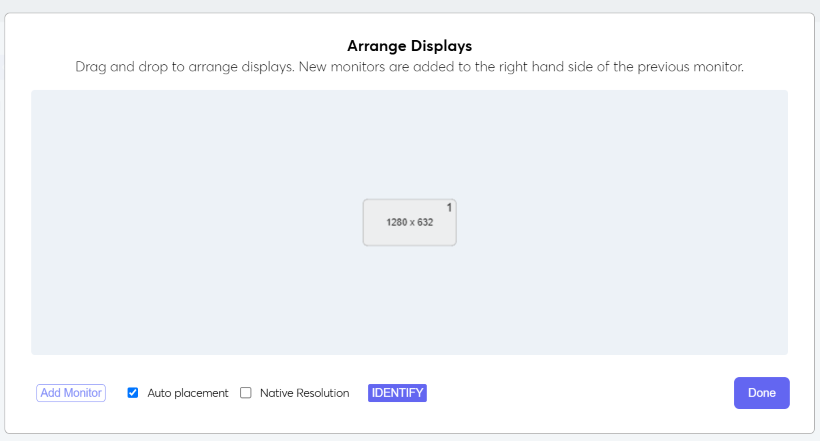 Arrange Displays
Drag and drop to arrange displays. New monitors are added to the right hand side of the previous monitor.
1
1280 x 632
Add Monitor Auto placement Native Resolution IDENTIFY Done